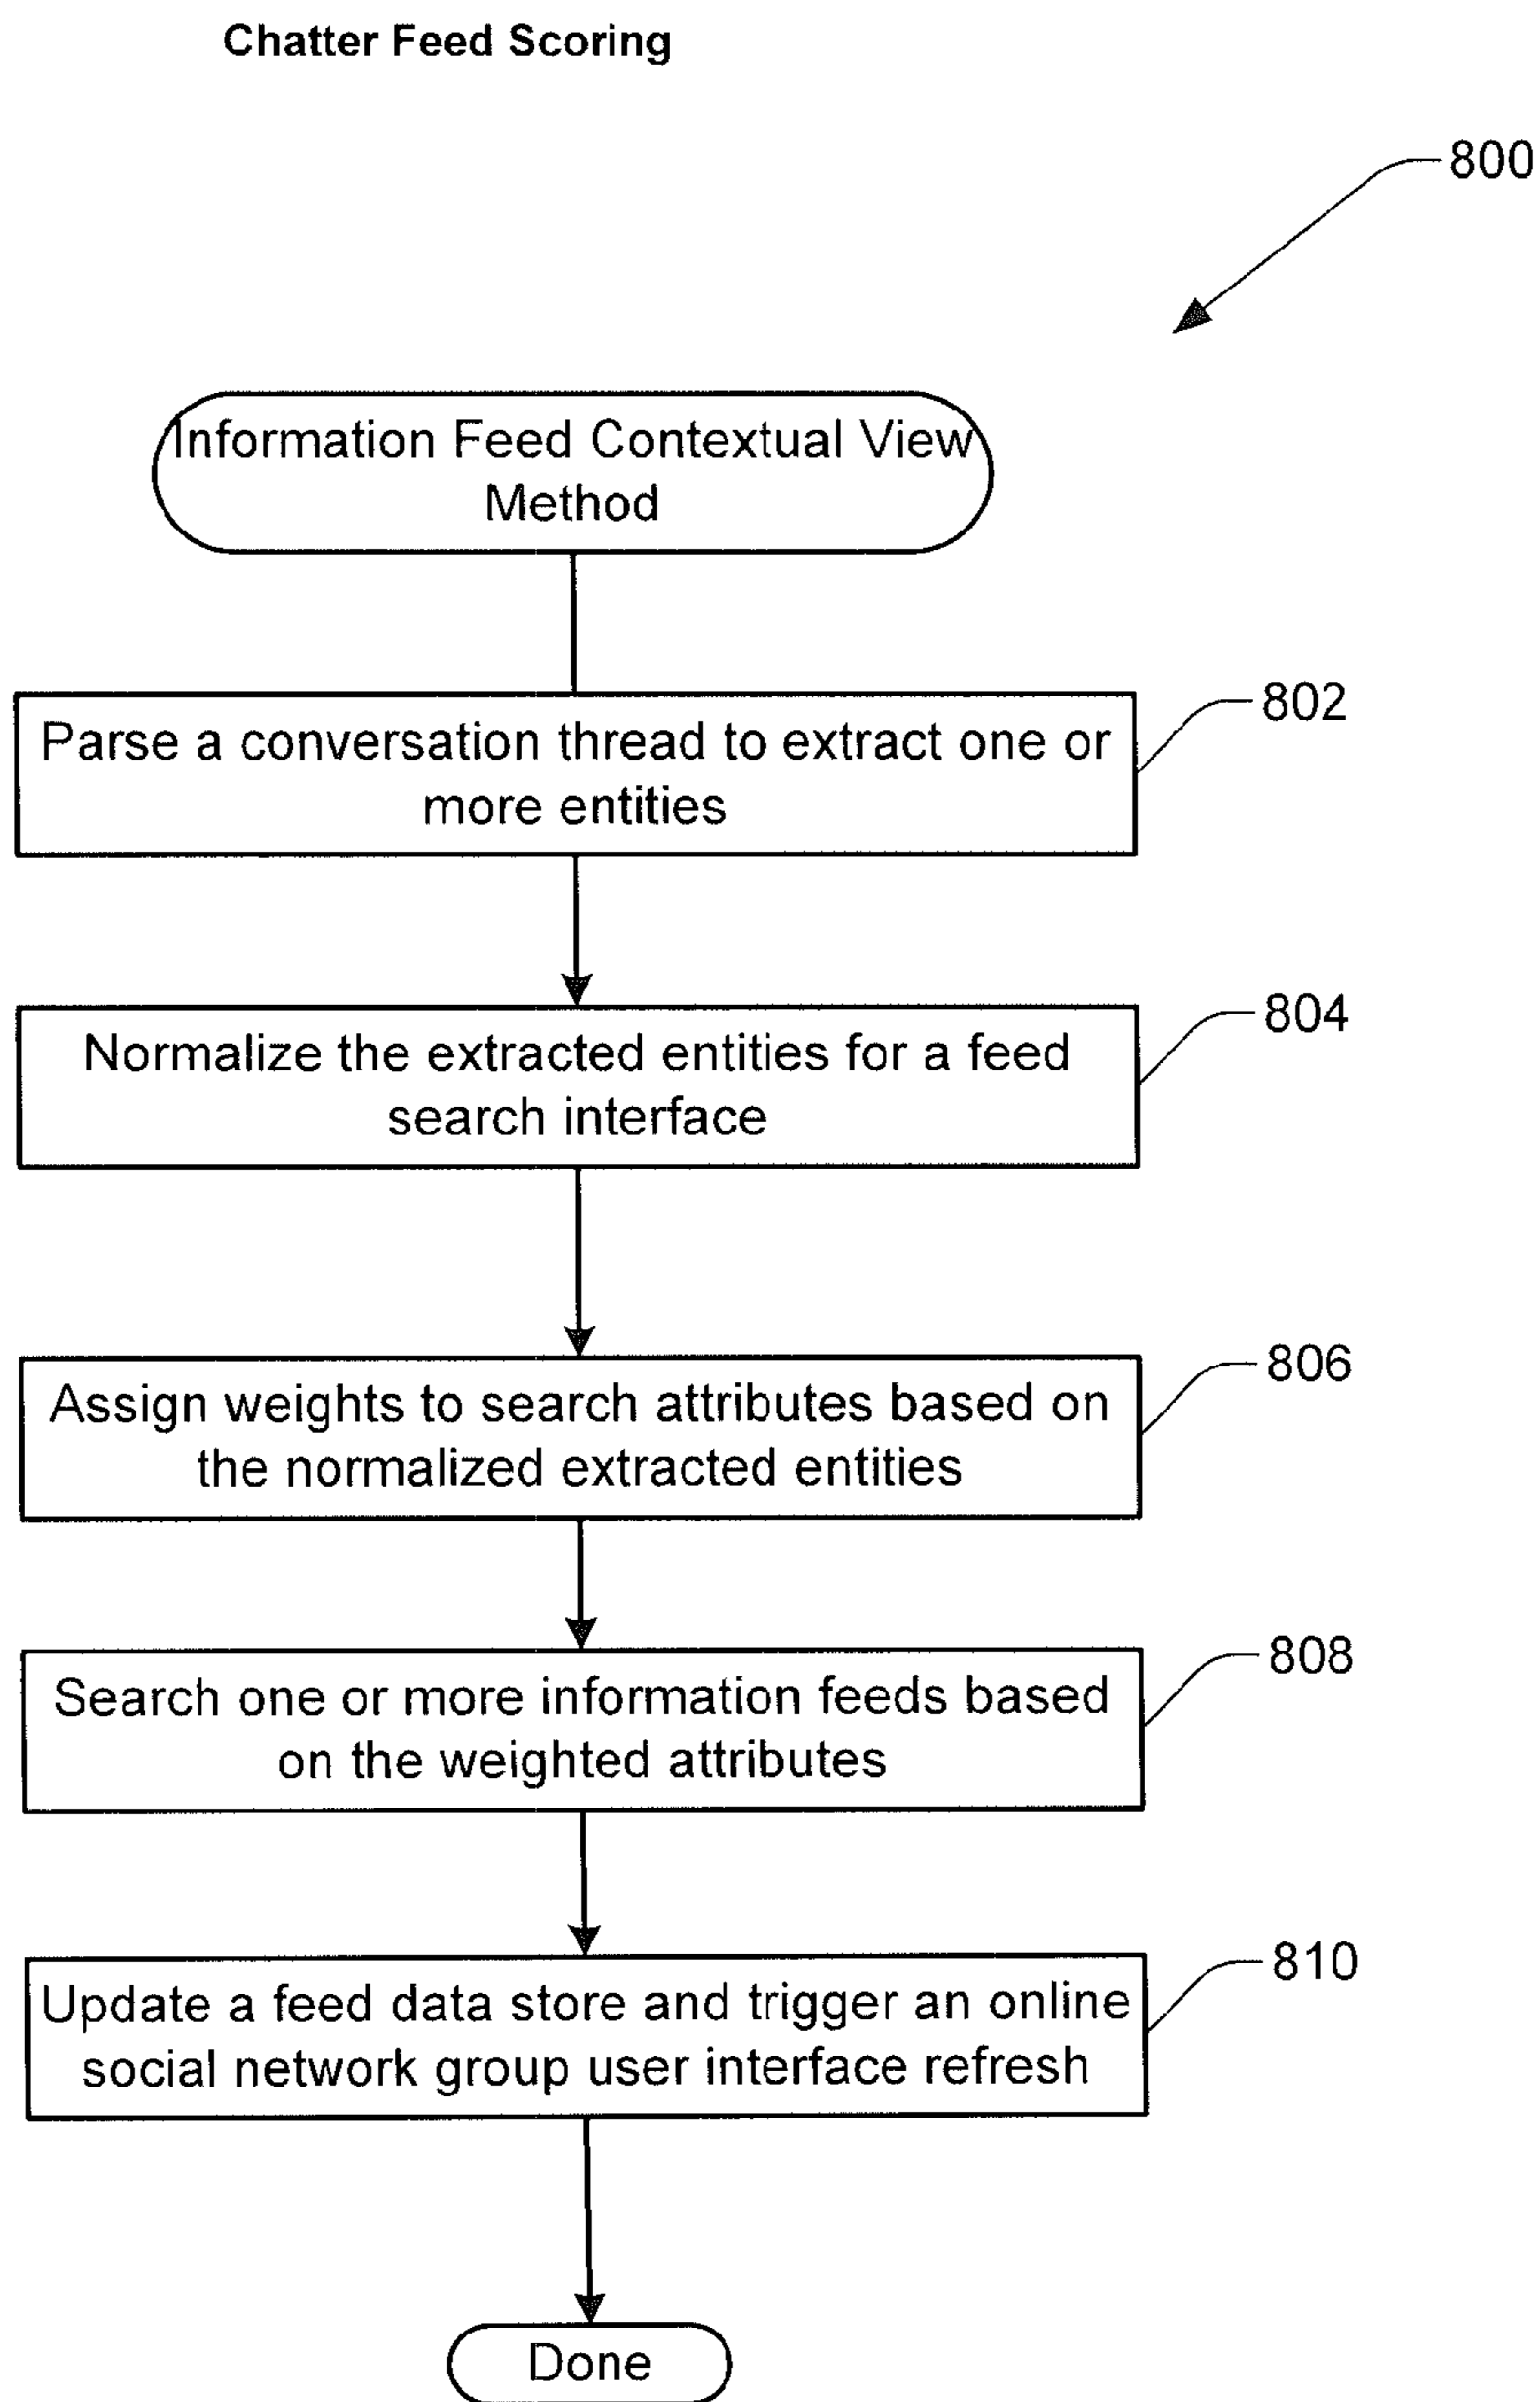 Chatter Feed Scoring
800
Information Feed Contextual View
Method
802
Parse a conversation thread to extract one or
more entities
804
Normalize the extracted entities for a feed
search interface
806
Assign weights to search attributes based on
the normalized extracted entities
808
Search one or more information feeds based
on the weighted attributes
810
Update a feed data store and trigger an online
social network group user interface refresh
Done